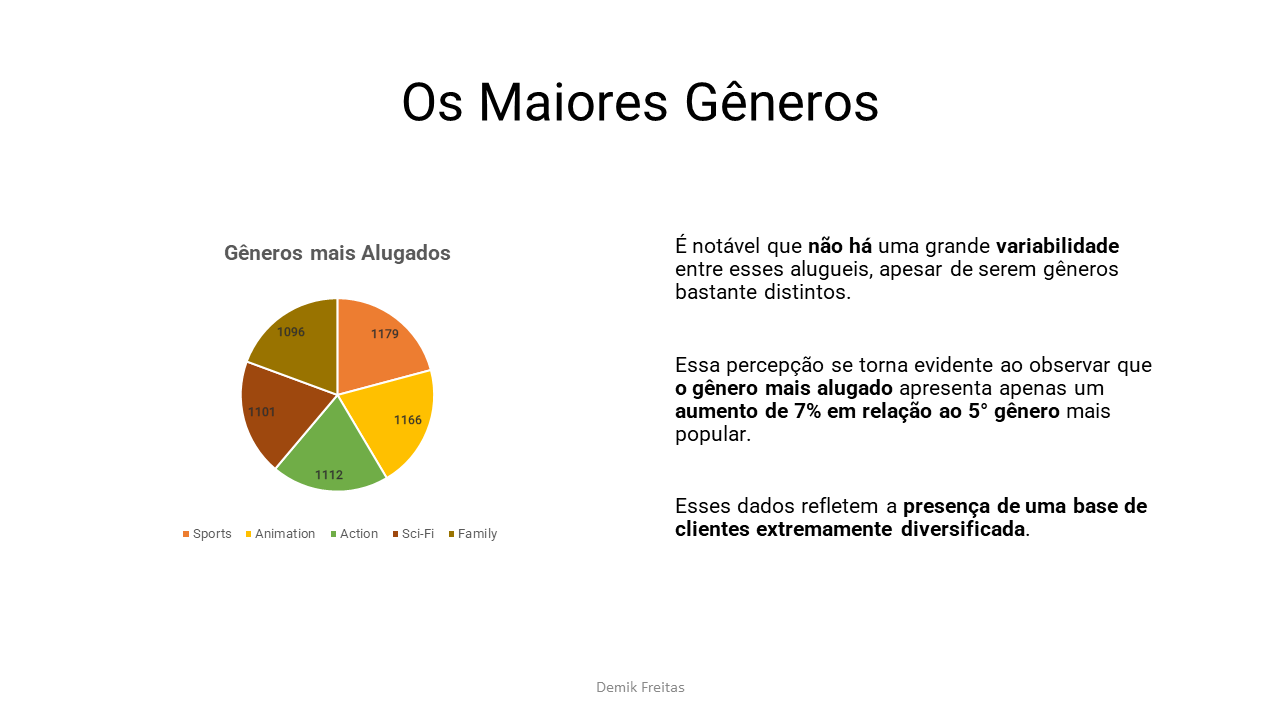 Os Maiores Gêneros
Gêneros mais Alugados
1096
1179
1101
1166
1112
Sports Animation Action Sci-Fi Family
É notável que não há uma grande variabilidade
entre esses alugueis, apesar de serem gêneros
bastante distintos.
Essa percepção se torna evidente ao observar que
o gênero mais alugado apresenta apenas um
aumento de 7% em relação ao 5° gênero mais
popular.
Esses dados refletem a presença de uma base de
clientes extremamente diversificada.
Demik Freitas